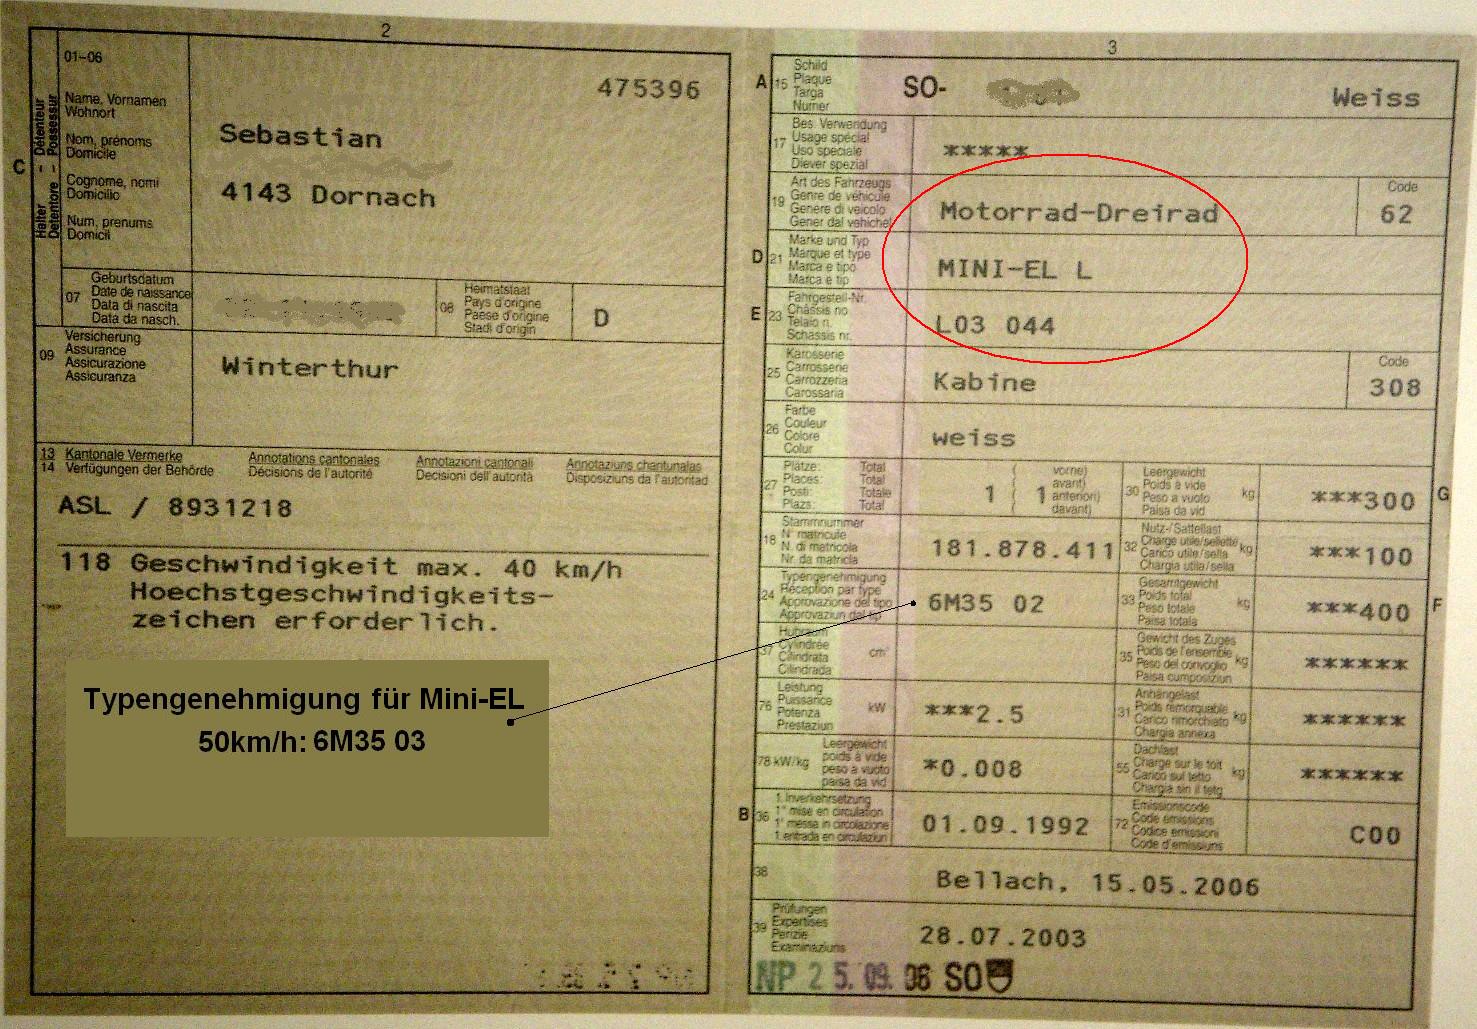 2
01-06
475396
C
Halter - Détenteur
Detentore - Possessur
Name, Vornamen
Wohnort
Nom, prénoms
Domicile
Cognome, nomi
Domicilio
Num, prenums
Domicil
Sebastian
4143 Dornach
07
Geburtsdatum
Date de naissance
Data di nascita
Data da nasch.
08
Heimatstaat
Pays d'origine
Paese d'origine
Stadi d'origin
D
09
Versicherung
Assurance
Assicurazione
Assicuranza
Winterthur
13 Kantonale Vermerke Annotations cantonales Annotazioni cantonali Annotaziuns chantunalas
14 Verfügungen der Behörde Décisions de l'autorité Decisioni dell'autorità Disposiziuns da l'autoritad
ASL / 8931218
118 Geschwindigkeit max. 40 km/h
Hoechstgeschwindigkeits-
zeichen erforderlich.
Typengenehmigung für Mini-EL
50km/h: 6M35 03
3
A 15
Schild
Plaque
Targa
Numer
SO-
Weiss
17
Bes. Verwendung
Usage spécial
Uso speciale
Diever spezial
*****
19
Art des Fahrzeugs
Genre de véhicule
Genere di veicolo
Gener dal vehichel
Motorrad-Dreirad
Code
62
D 21
Marke und Typ
Marque et type
Marca e tipo
Marca e tip
MINI-EL L
E 23
Fahrgestell-Nr.
Châssis no
Telaio n.
Schassis nr.
L03 044
25
Karosserie
Carrosserie
Carrozzeria
Carossaria
Kabine
Code
308
26
Farbe
Couleur
Colore
Colur
weiss
27
Plätze: Total
Places: Total
Posti: Totale
Plazs: Total
1 ( 1
vorne)
avant)
anteriori)
davant)
30
Leergewicht
Poids à vide
Peso a vuoto
Paisa da vid
kg
***300
G
18
Stammnummer
N° matricule
N. di matricola
Nr. da matricla
181.878.411
32
Nutz-/Sattellast
Charge utile/sellette
Carico utile/sella
Chargia utila/sella
kg
***100
24
Typengenehmigung
Réception par type
Approvazione del tipo
Approvaziun dal tip
6M35 02
33
Gesamtgewicht
Poids total
Peso totale
Paisa totala
kg
***400
F
37
Hubraum
Cylindrée
Cilindrata
Cilindrada
cm³
35
Gewicht des Zuges
Poids de l'ensemble
Peso del convoglio
Paisa cumposiziun
kg
******
76
Leistung
Puissance
Potenza
Prestaziun
kW
***2.5
31
Anhängelast
Poids remorquable
Carico rimorchiato
Chargia annexa
kg
******
78 kW/kg
Leergewicht
poids à vide
peso a vuoto
paisa da vid
*0.008
55
Dachlast
Charge sur le toit
Carico sul tetto
Chargia sin il tetg
kg
******
B 36
1. Inverkehrsetzung
1re mise en circulation
1a messa in circolazione
1. entrada en circulaziun
01.09.1992
72
Emissionscode
Code émissions
Codice emissioni
Code d'emissiuns
C00
38
Bellach, 15.05.2006
39
Prüfungen
Expertises
Perizie
Examinaziuns
28.07.2003
NP 25.09.06 SO